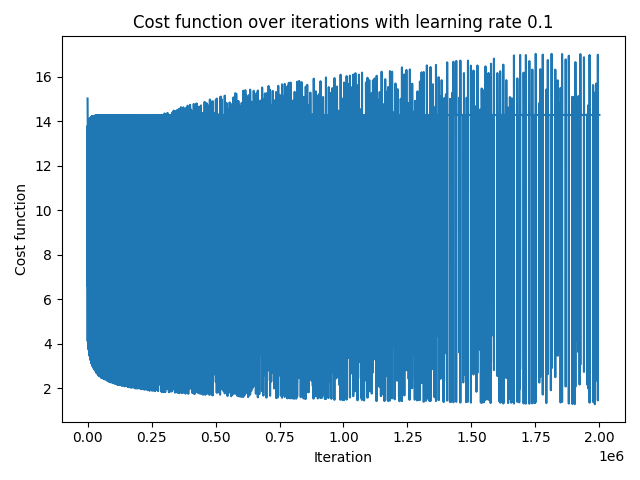 Cost function over iterations with learning rate 0.1
Cost function
16
14
12
10
8
6
4
2
0.00 0.25 0.50 0.75 1.00 1.25 1.50 1.75 2.00
1e6
Iteration